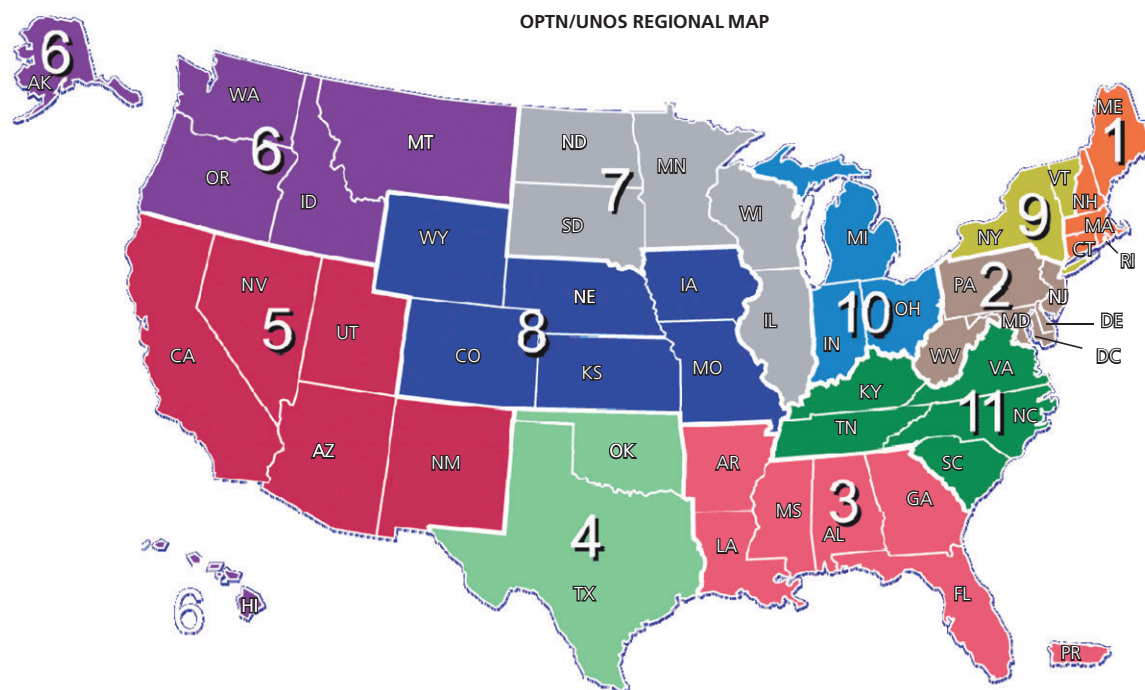 OPTN/UNOS REGIONAL MAP
6
AK
WA
6
MT
OR
ID
ND
MN
7
SD
WI
MI
ME
1
VT
NH
9
NY
MA
CT
RI
WY
NV
5
UT
CA
AZ
NM
NE
IA
8
CO
KS
MO
IL
10
OH
IN
PA
2
NJ
MD
DE
DC
WV
VA
KY
11
NC
TN
SC
OK
4
TX
AR
MS
3
GA
AL
LA
FL
PR
6
HI